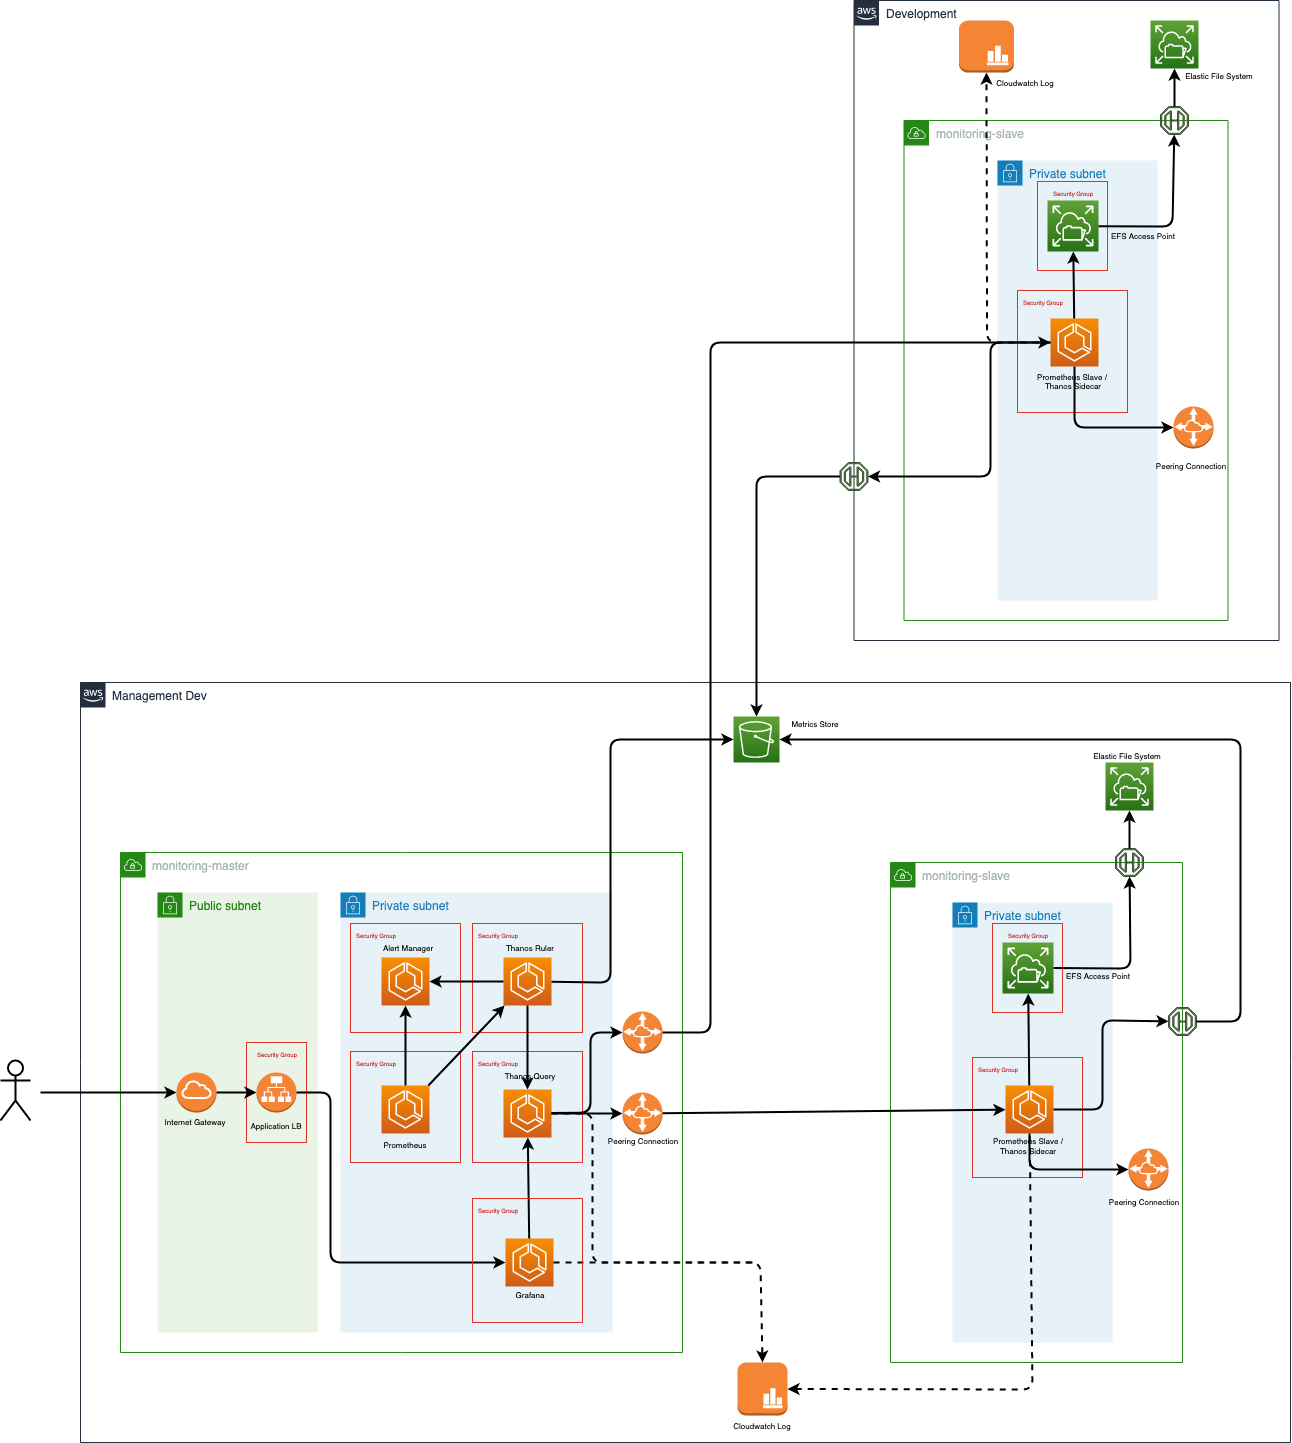 aws
Development
Cloudwatch Log
Elastic File System
monitoring-slave
Private subnet
Security Group
EFS Access Point
Security Group
Prometheus Slave /
Thanos Sidecar
Peering Connection
aws
Management Dev
Metrics Store
Elastic File System
monitoring-master
Public subnet
Private subnet
Security Group
Alert Manager
Security Group
Thanos Ruler
monitoring-slave
Private subnet
Security Group
EFS Access Point
Security Group
Internet Gateway
Application LB
Security Group
Prometheus
Security Group
Thanos Query
Peering Connection
Security Group
Prometheus Slave /
Thanos Sidecar
Peering Connection
Security Group
Grafana
Cloudwatch Log